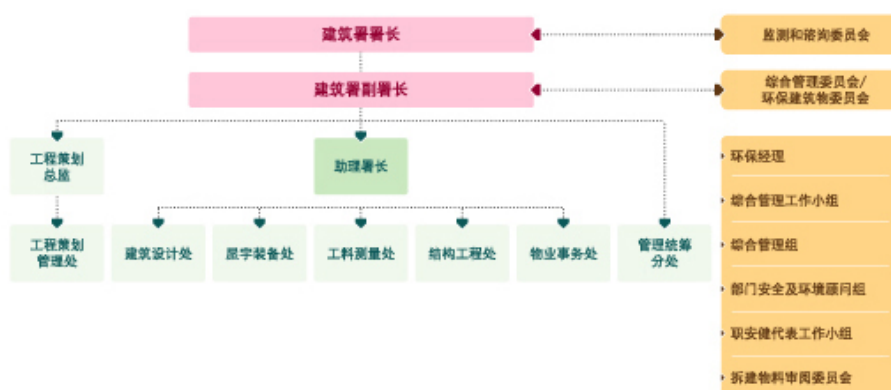 建筑署署长
监测和谘询委员会
建筑署副署长
综合管理委员会/
环保建筑物委员会
工程策划
总监
助理署长
工程策划
管理处
建筑设计处
屋宇装备处
工料测量处
结构工程处
物业事务处
管理统筹
分处
环保经理
综合管理工作小组
综合管理组
部门安全及环境顾问组
职安健代表工作小组
拆建物料审阅委员会